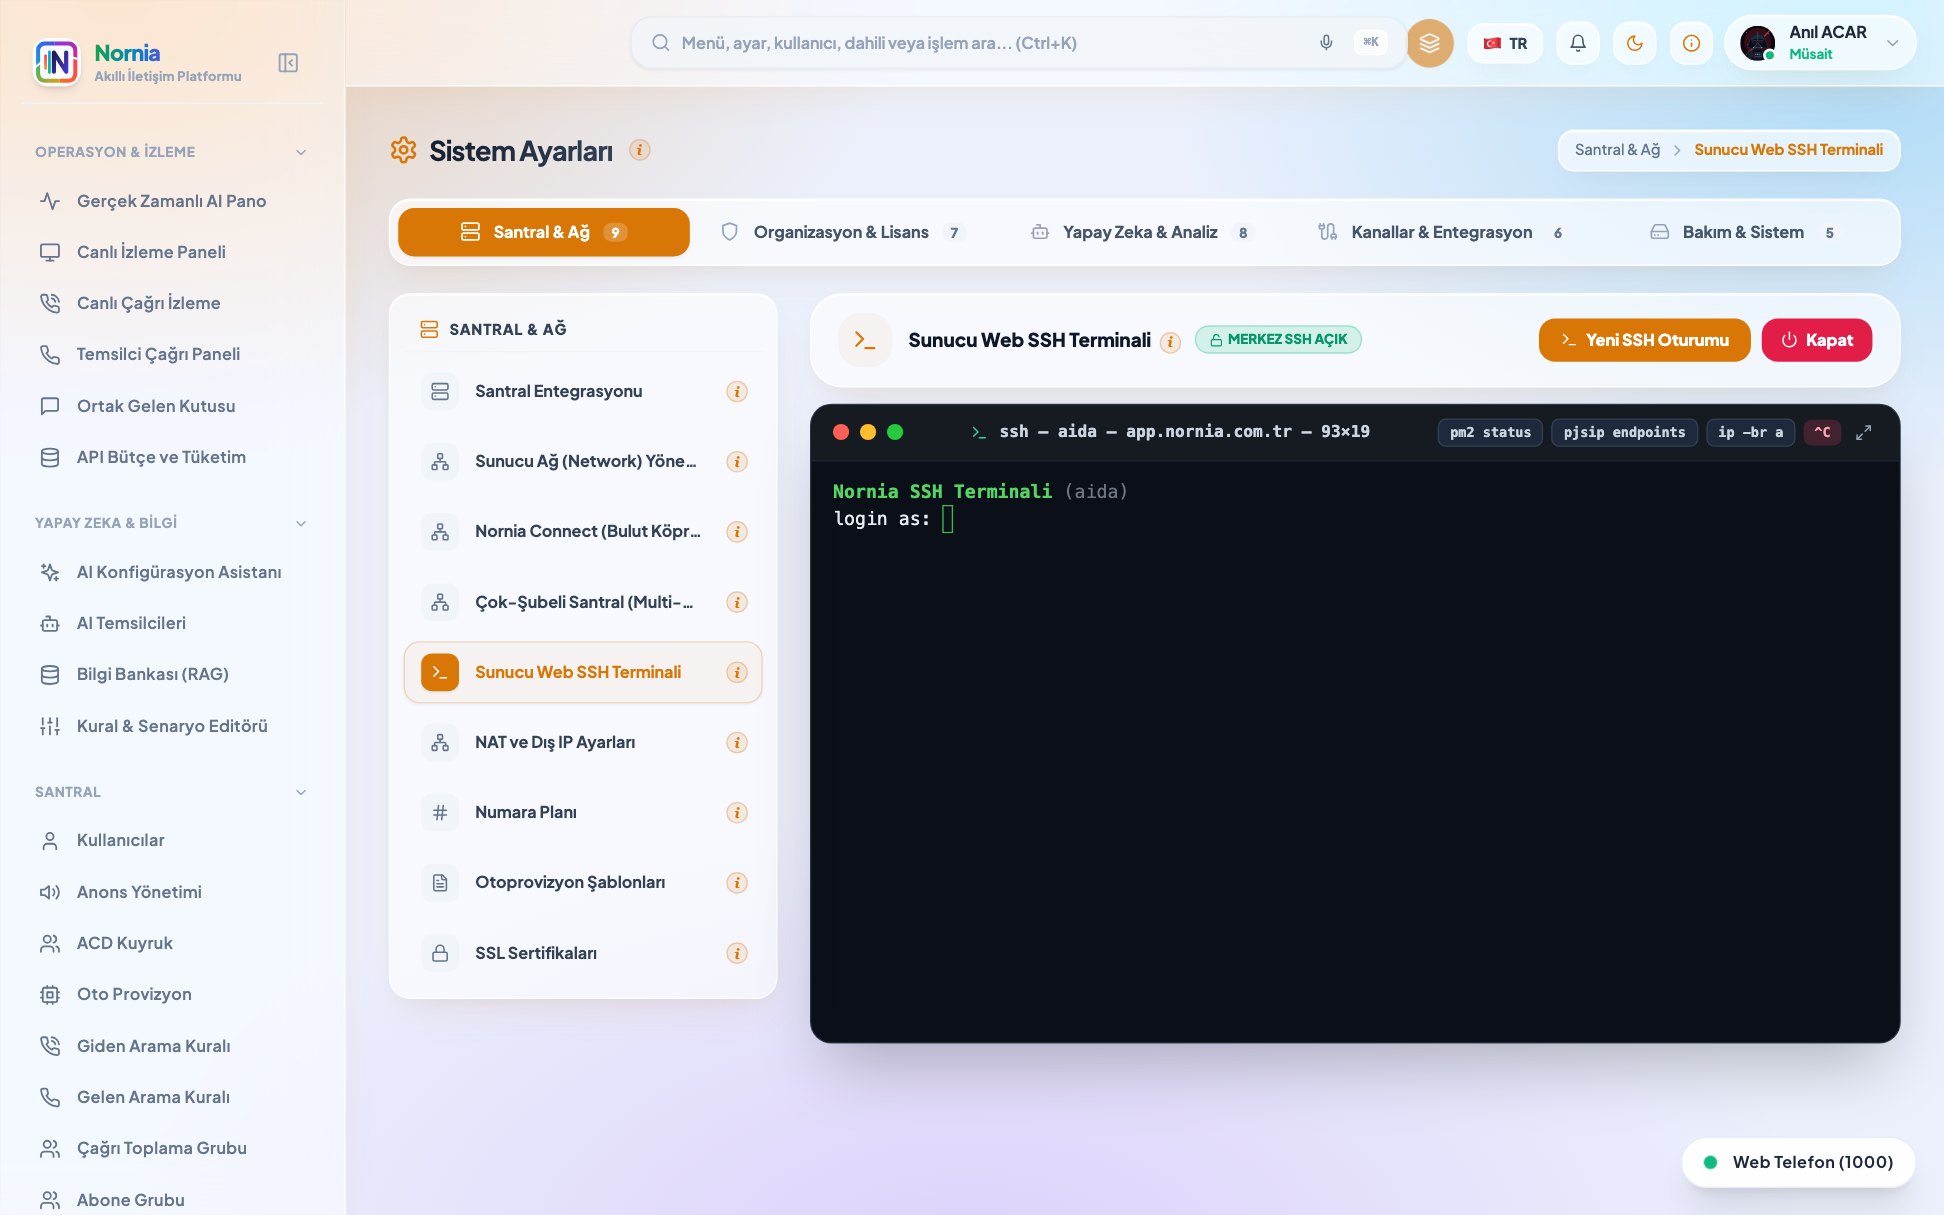 Nornia
Akıllı İletişim Platformu
Menü, ayar, kullanıcı, dahili veya işlem ara... (Ctrl+K)
⌘K
TR
Anıl ACAR
Müsait
OPERASYON & İZLEME
Gerçek Zamanlı AI Pano
Canlı İzleme Paneli
Canlı Çağrı İzleme
Temsilci Çağrı Paneli
Ortak Gelen Kutusu
API Bütçe ve Tüketim
YAPAY ZEKA & BİLGİ
AI Konfigürasyon Asistanı
AI Temsilcileri
Bilgi Bankası (RAG)
Kural & Senaryo Editörü
SANTRAL
Kullanıcılar
Anons Yönetimi
ACD Kuyruk
Oto Provizyon
Giden Arama Kuralı
Gelen Arama Kuralı
Çağrı Toplama Grubu
Abone Grubu
Sistem Ayarları
Santral & Ağ > Sunucu Web SSH Terminali
Santral & Ağ 9
Organizasyon & Lisans 7
Yapay Zeka & Analiz 8
Kanallar & Entegrasyon 6
Bakım & Sistem 5
SANTRAL & AĞ
Santral Entegrasyonu
Sunucu Ağ (Network) Yöne...
Nornia Connect (Bulut Köpr...
Çok-Şubeli Santral (Multi-...
Sunucu Web SSH Terminali
NAT ve Dış IP Ayarları
Numara Planı
Otoprovizyon Şablonları
SSL Sertifikaları
Sunucu Web SSH Terminali
MERKEZ SSH AÇIK
Yeni SSH Oturumu
Kapat
ssh — aida — app.nornia.com.tr — 93×19
pm2 status
pjsip endpoints
ip -br a
^C
Nornia SSH Terminali (aida)
login as:
Web Telefon (1000)